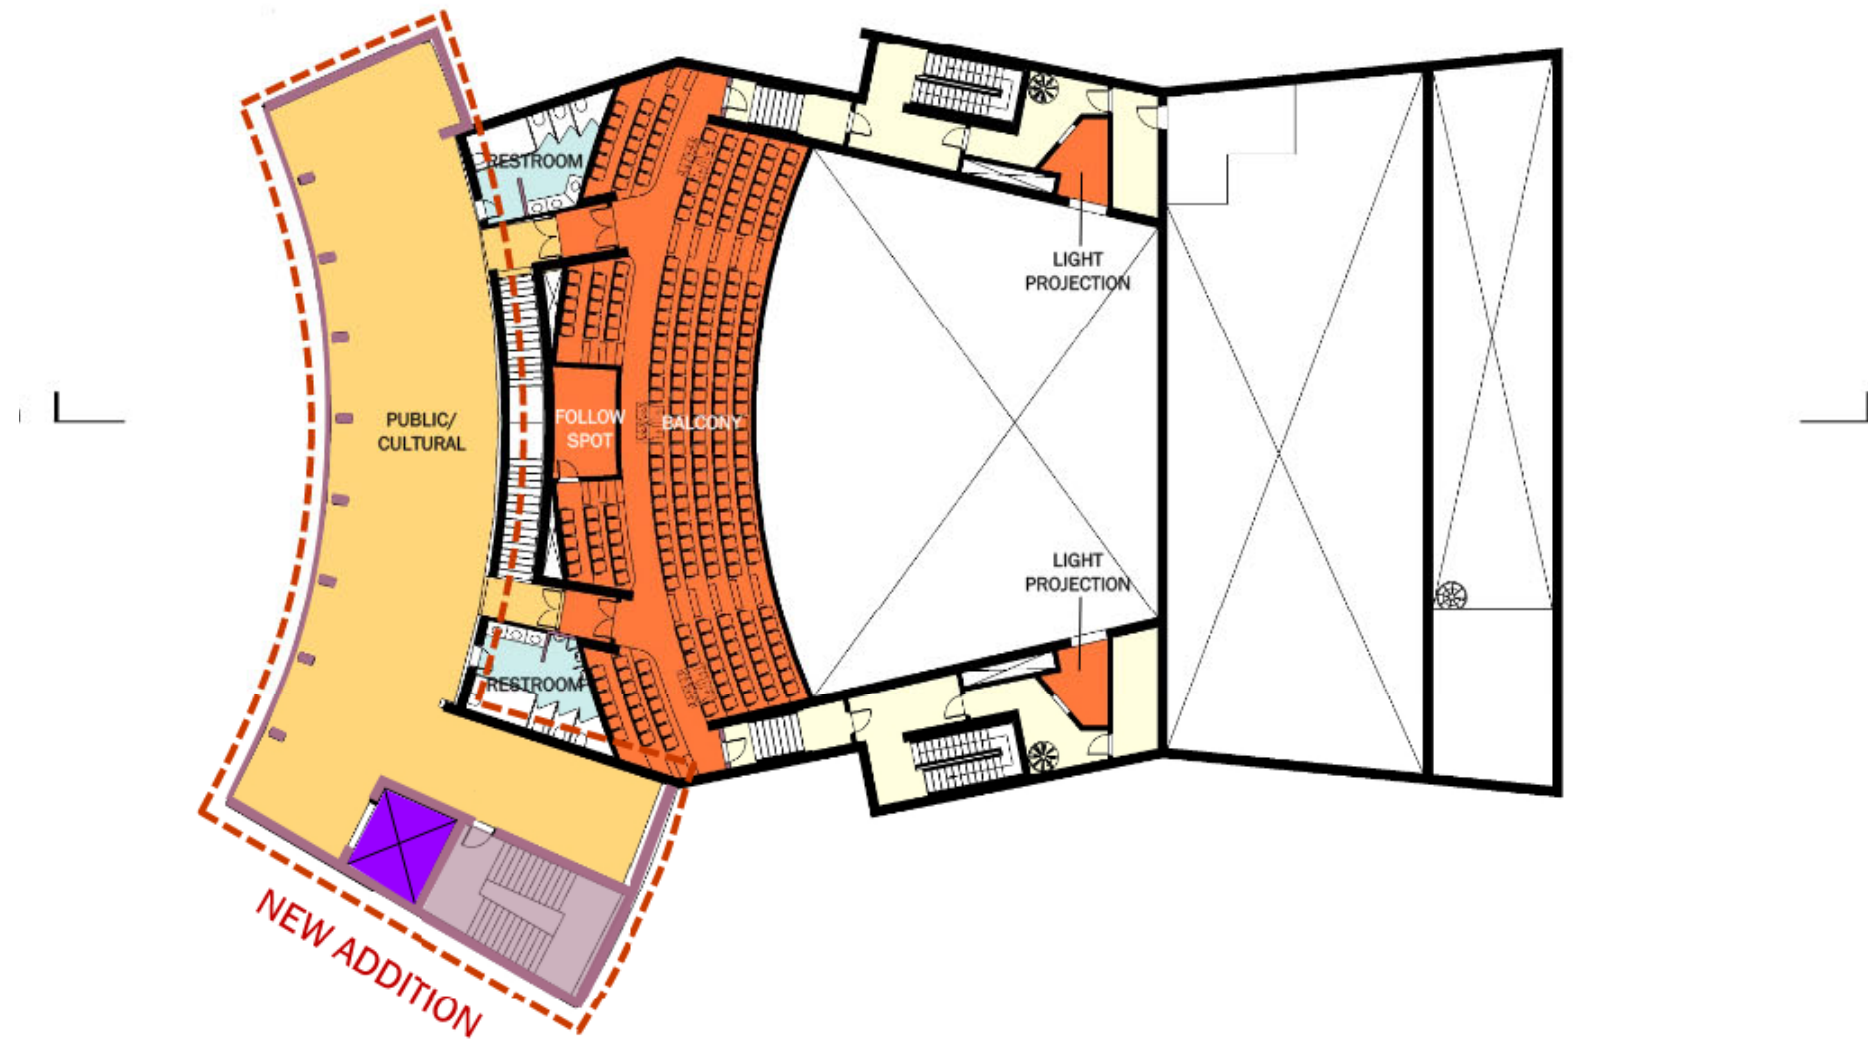 RESTROOM
LIGHT
PROJECTION
PUBLIC/
CULTURAL
FOLLOW
SPOT
BALCONY
LIGHT
PROJECTION
RESTROOM
NEW ADDITION